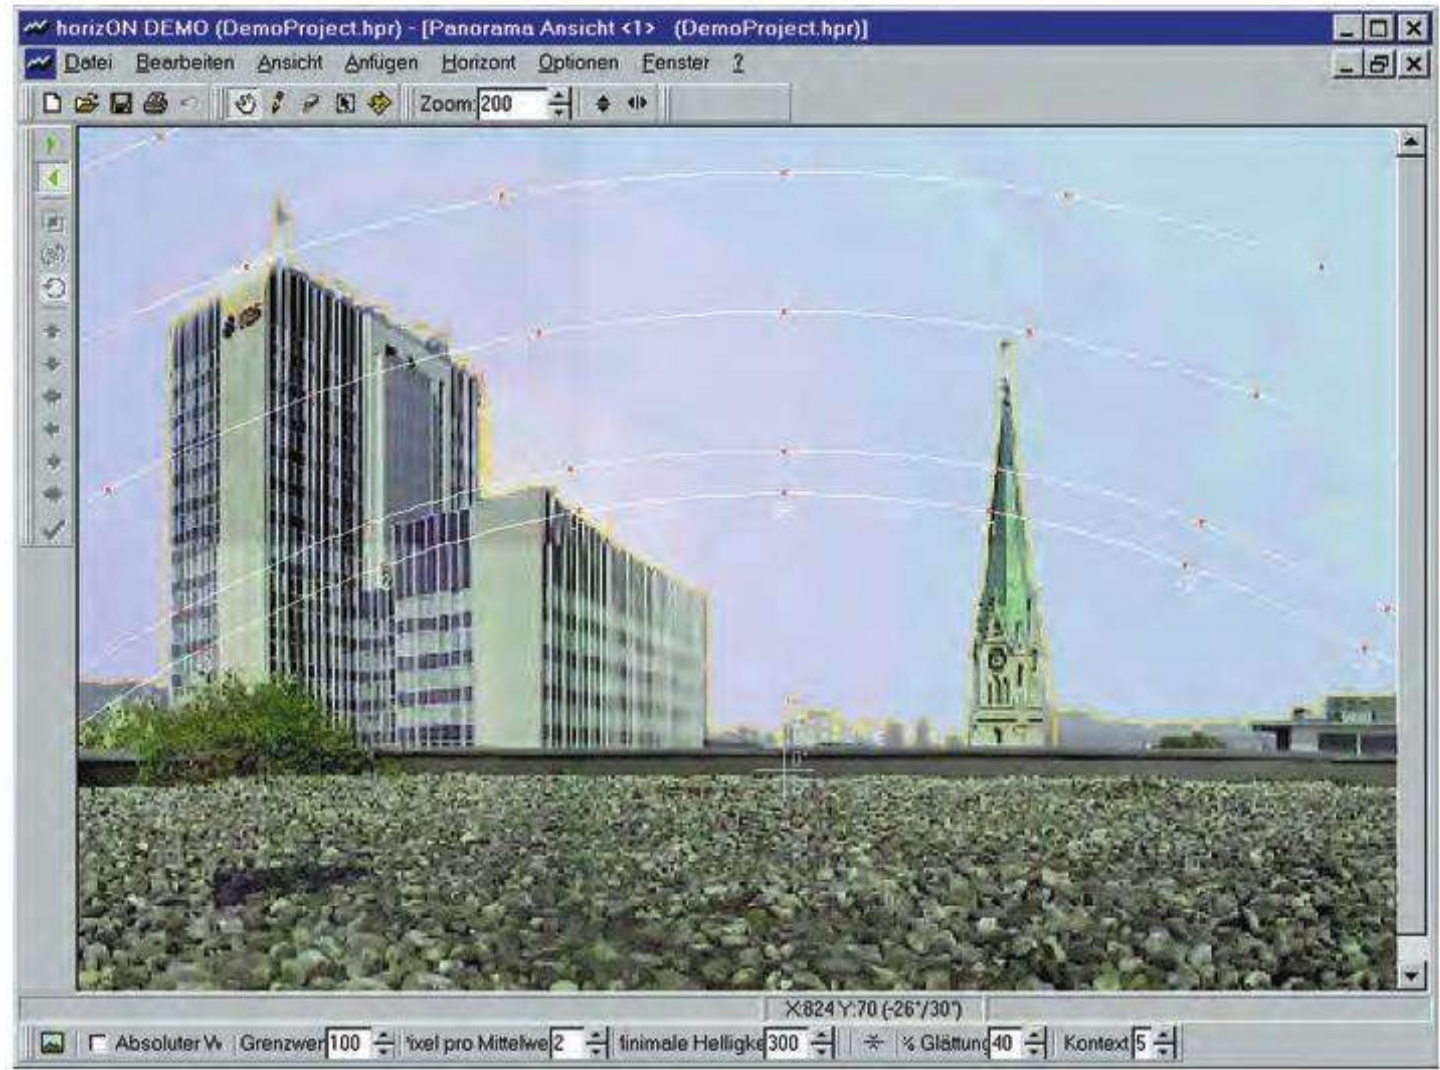 horizON DEMO (DemoProject.hpr) - [Panorama Ansicht <1> (DemoProject.hpr)]
Datei Bearbeiten Ansicht Anfügen Horizont Optionen Fenster ?
Zoom: 200
X:824 Y:70 (-26°/30°)
Absoluter Grenzwer 100 ixel pro Mittelwe 2 finimale Helligke 300 % Glättung 40 Kontext 5